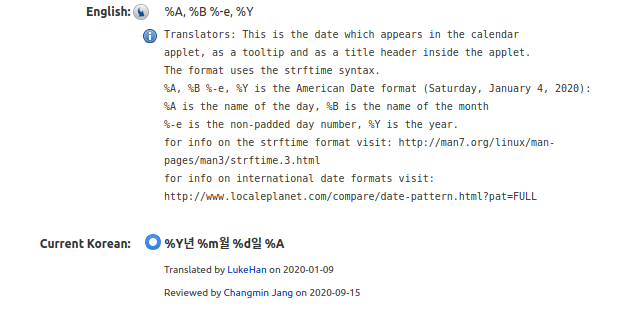 English: %A, %B %-e, %Y
Translators: This is the date which appears in the calendar
applet, as a tooltip and as a title header inside the applet.
The format uses the strftime syntax.
%A, %B %-e, %Y is the American Date format (Saturday, January 4, 2020):
%A is the name of the day, %B is the name of the month
%-e is the non-padded day number, %Y is the year.
for info on the strftime format visit: http://man7.org/linux/man-
pages/man3/strftime.3.html
for info on international date formats visit:
http://www.localeplanet.com/compare/date-pattern.html?pat=FULL
Current Korean: %Y년 %m월 %d일 %A
Translated by LukeHan on 2020-01-09
Reviewed by Changmin Jang on 2020-09-15